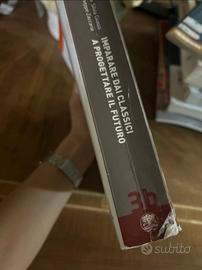 IMPARARE DAI CLASSICI
A PROGETTARE IL FUTURO
3b
subito